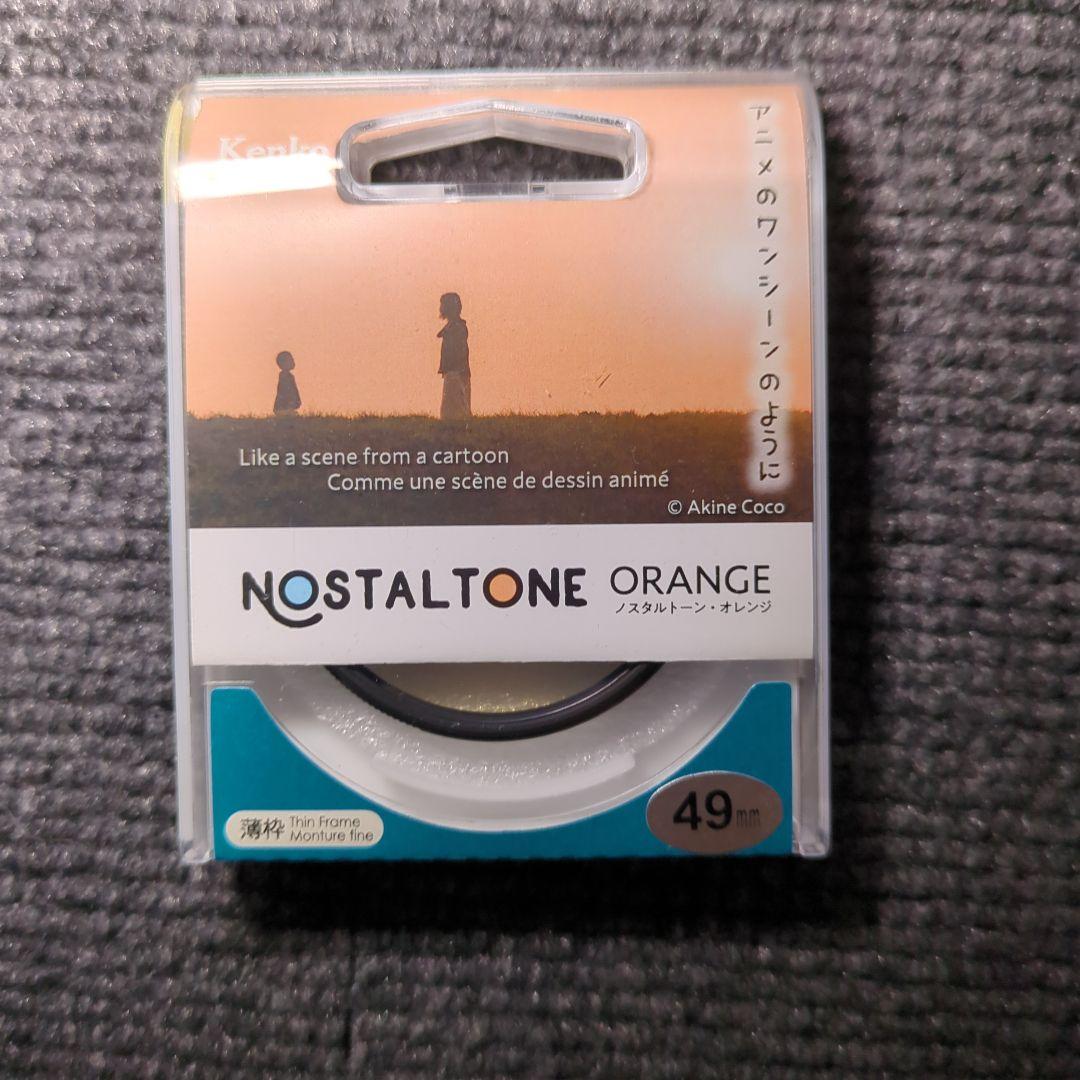 Kenko
アニメのワンシーンのように
Like a scene from a cartoon
Comme une scène de dessin animé
© Akine Coco
NOSTALTONE ORANGE
ノスタルトーン・オレンジ
薄枠 Thin Frame
Monture fine
49mm